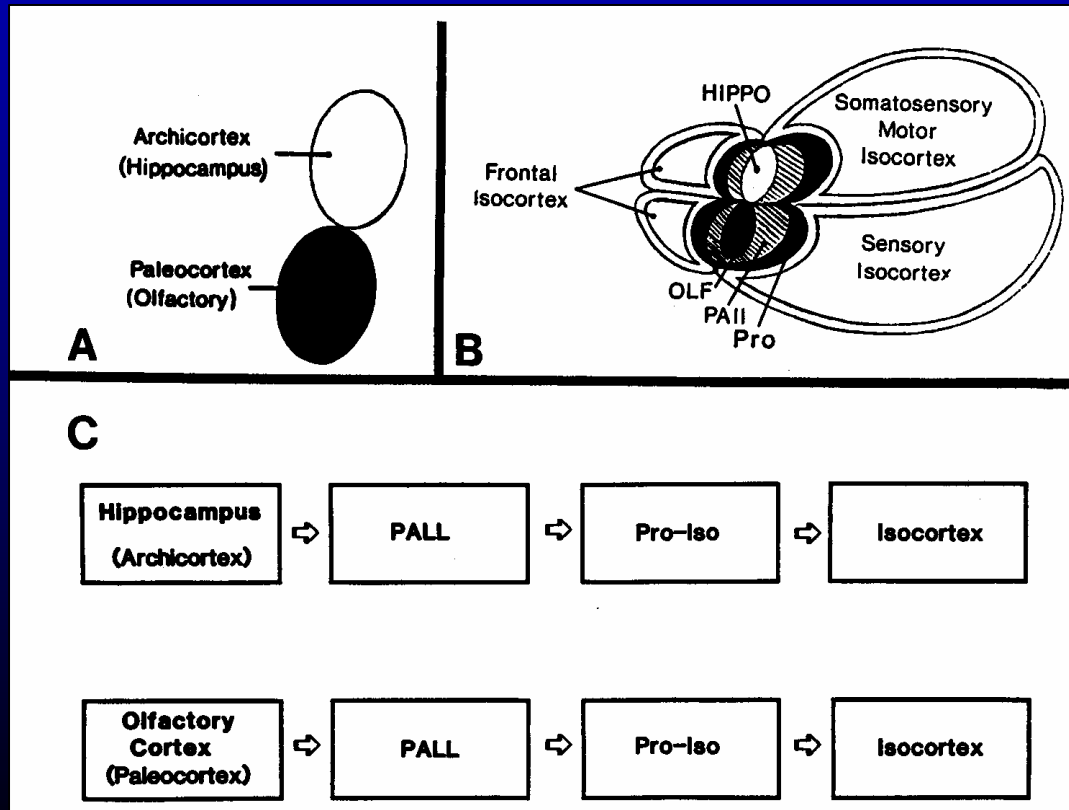 Archicortex
(Hippocampus)
Paleocortex
(Olfactory)
A
HIPPO
Somatosensory
Motor
Isocortex
Frontal
Isocortex
Sensory
Isocortex
OLF
PAll
Pro
B
C
Hippocampus
(Archicortex)
PALL
Pro-Iso
Isocortex
Olfactory
Cortex
(Paleocortex)
PALL
Pro-Iso
Isocortex